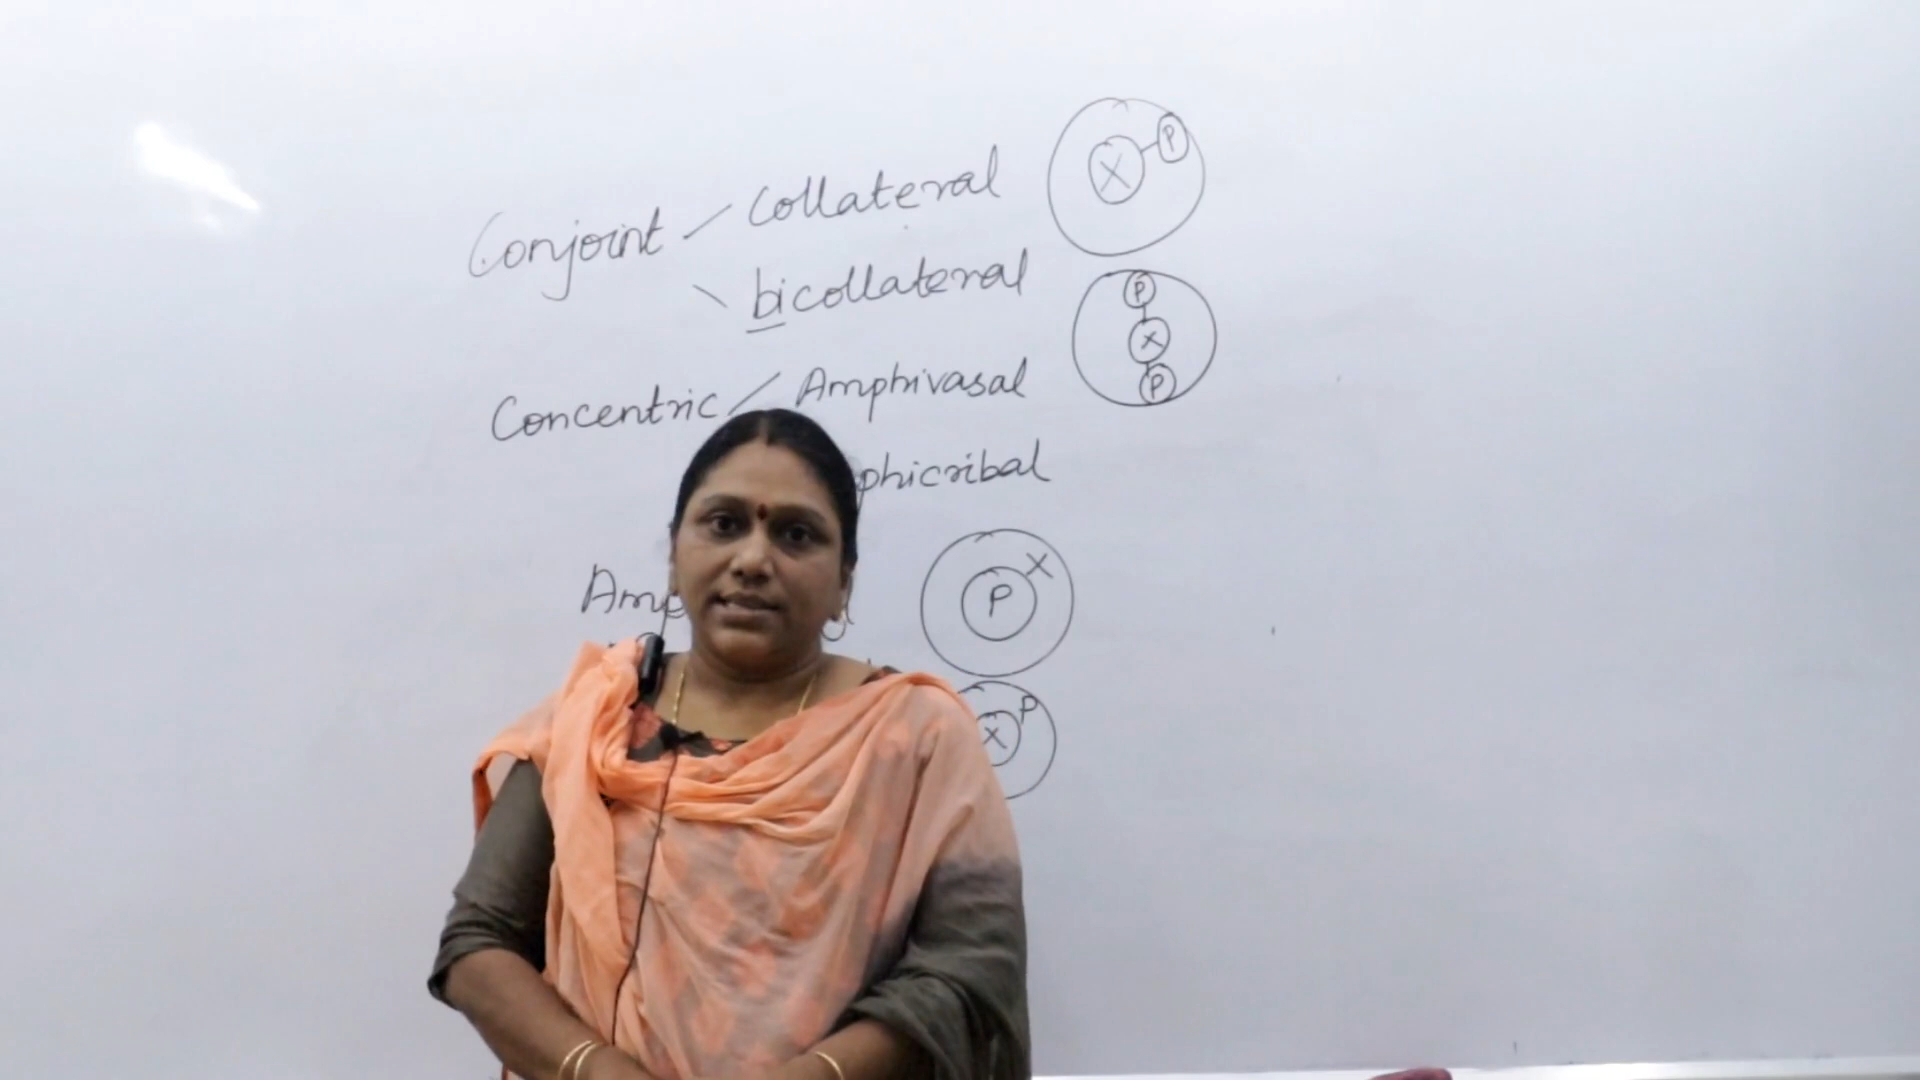 Conjoint / Collateral
\ bicollateral
Concentric / Amphivasal
phicribal
Amp
X P
P
X
P
X
P
X P